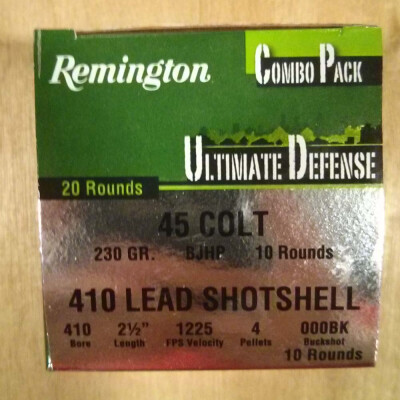 Remington. COMBO PACK
ULTIMATE DEFENSE
20 Rounds
45 COLT
230 GR. BJHP 10 Rounds
410 LEAD SHOTSHELL
410 2½" 1225 4 000BK
Bore Length FPS Velocity Pellets Buckshot
10 Rounds